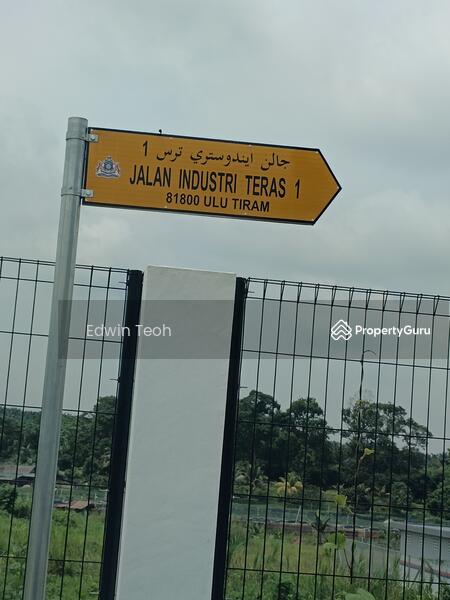 جالن ايندوستري ترس 1
JALAN INDUSTRI TERAS 1
81800 ULU TIRAM
Edwin Teoh
PropertyGuru